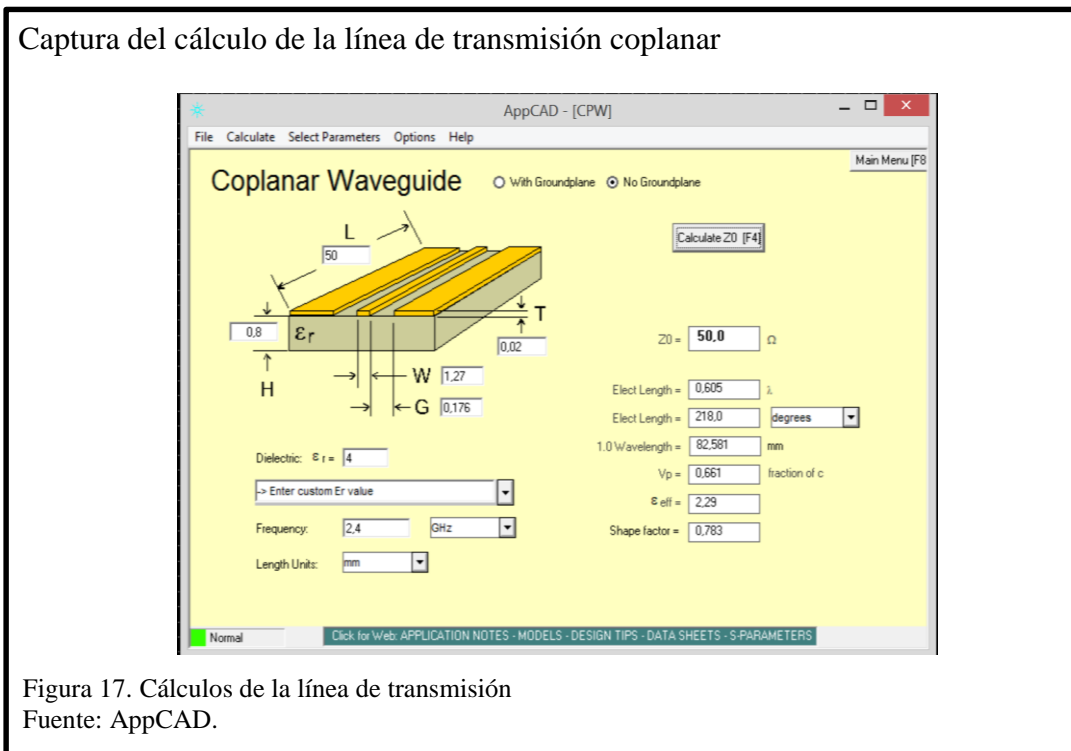 Captura del cálculo de la línea de transmisión coplanar
AppCAD - [CPW]
File Calculate Select Parameters Options Help
Main Menu [F8
Coplanar Waveguide With Groundplane No Groundplane
Calculate Z0 [F4]
L
50
T
0,02
0,8
εr
H
W 1,27
G 0,176
Z0 = 50,0 Ω
Elect Length = 0,605 λ
Elect Length = 218,0 degrees
1.0 Wavelength = 82,581 mm
Vp = 0,661 fraction of c
ε eff = 2,29
Shape factor = 0,783
Dielectric: ε r = 4
-> Enter custom Er value
Frequency: 2,4 GHz
Length Units: mm
Normal
Click for Web: APPLICATION NOTES - MODELS - DESIGN TIPS - DATA SHEETS - S-PARAMETERS
Figura 17. Cálculos de la línea de transmisión
Fuente: AppCAD.